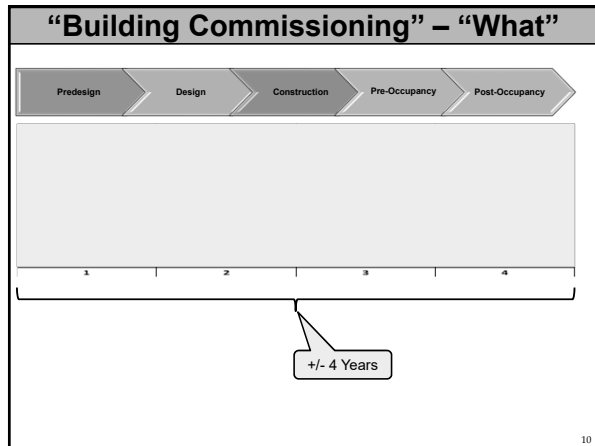 “Building Commissioning” – “What”
Predesign Design Construction Pre-Occupancy Post-Occupancy
1 2 3 4
+/- 4 Years
10